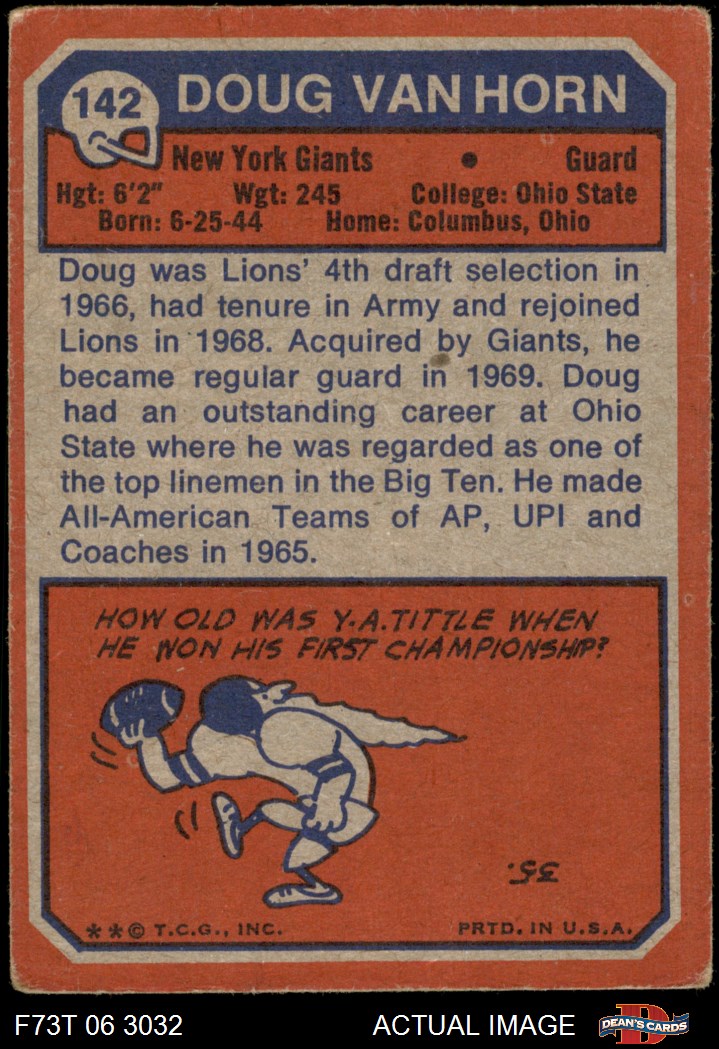 142
DOUG VAN HORN
New York Giants • Guard
Hgt: 6'2" Wgt: 245 College: Ohio State
Born: 6-25-44 Home: Columbus, Ohio
Doug was Lions' 4th draft selection in
1966, had tenure in Army and rejoined
Lions in 1968. Acquired by Giants, he
became regular guard in 1969. Doug
had an outstanding career at Ohio
State where he was regarded as one of
the top linemen in the Big Ten. He made
All-American Teams of AP, UPI and
Coaches in 1965.
HOW OLD WAS Y.A. TITTLE WHEN
HE WON HIS FIRST CHAMPIONSHIP?
35.
**© T.C.G., INC. PRTD. IN U.S.A.
F73T 06 3032 ACTUAL IMAGE D DEAN'S CARDS